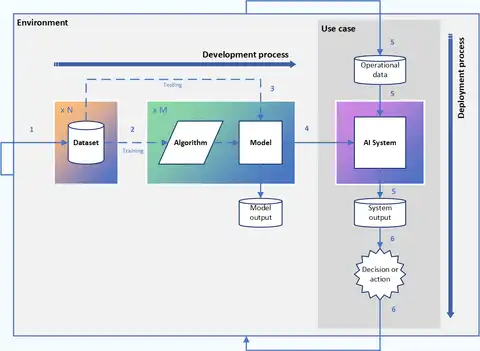 Environment
Use case
5
Development process
Operational
data
Deployment process
Testing
3
5
x N
x M
1
Dataset
2
Training
Algorithm
Model
4
AI System
5
Model
output
System
output
6
Decision or
action
6